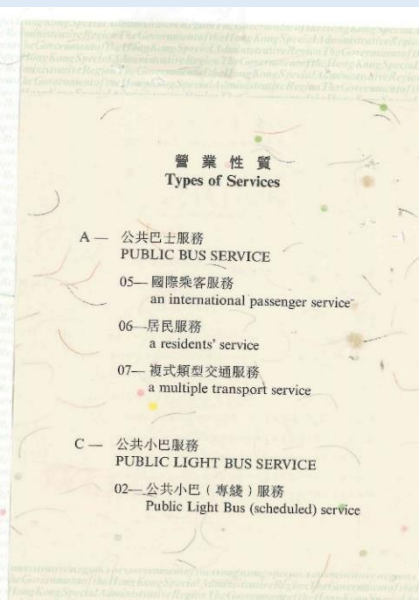 營業性質
Types of Services
A — 公共巴士服務
PUBLIC BUS SERVICE
05—國際乘客服務
an international passenger service
06—居民服務
a residents' service
07—複式類型交通服務
a multiple transport service
C — 公共小巴服務
PUBLIC LIGHT BUS SERVICE
02—公共小巴（專綫）服務
Public Light Bus (scheduled) service